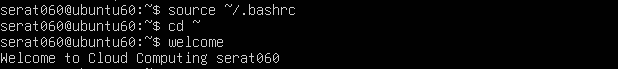 serat060@ubuntu60:~$ source ~/.bashrc
serat060@ubuntu60:~$ cd ~
serat060@ubuntu60:~$ welcome
Welcome to Cloud Computing serat060